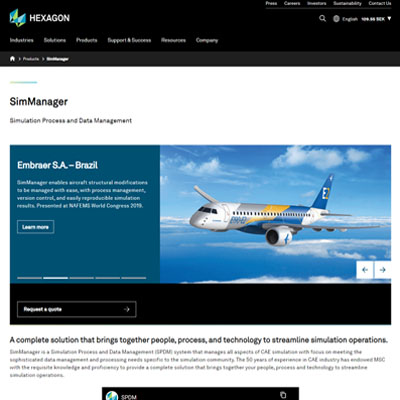 Press Careers Investors Sustainability Contact Us
HEXAGON
English 109.55 SEK
Industries Solutions Products Support & Success Resources Company
Products SimManager
SimManager
Simulation Process and Data Management
Embraer S.A. – Brazil
SimManager enables aircraft structural modifications
to be managed with ease, with process management,
version control, and easily reproducible simulation
results. Presented at NAFEMS World Congress 2019.
Learn more
Request a quote
A complete solution that brings together people, process, and technology to streamline simulation operations.
SimManager is a Simulation Process and Data Management (SPDM) system that manages all aspects of CAE simulation with focus on meeting the
sophisticated data management and processing needs specific to the simulation community. The 50 years of experience in CAE industry has endowed MSC
with the requisite knowledge and proficiency to provide a complete solution that brings together your people, process and technology to streamline
simulation operations.
SPDM